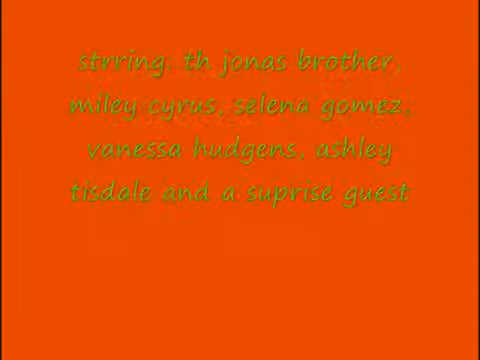 strring: th jonas brother,
miley cyrus, selena gomez,
vanessa hudgens, ashley
tisdale and a suprise guest